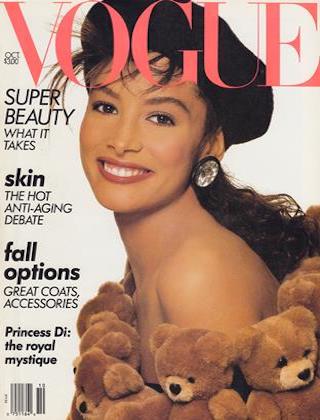 VOGUE
OCT
$3.00
SUPER
BEAUTY
WHAT IT
TAKES
skin
THE HOT
ANTI-AGING
DEBATE
fall
options
GREAT COATS,
ACCESSORIES
Princess Di:
the royal
mystique
10